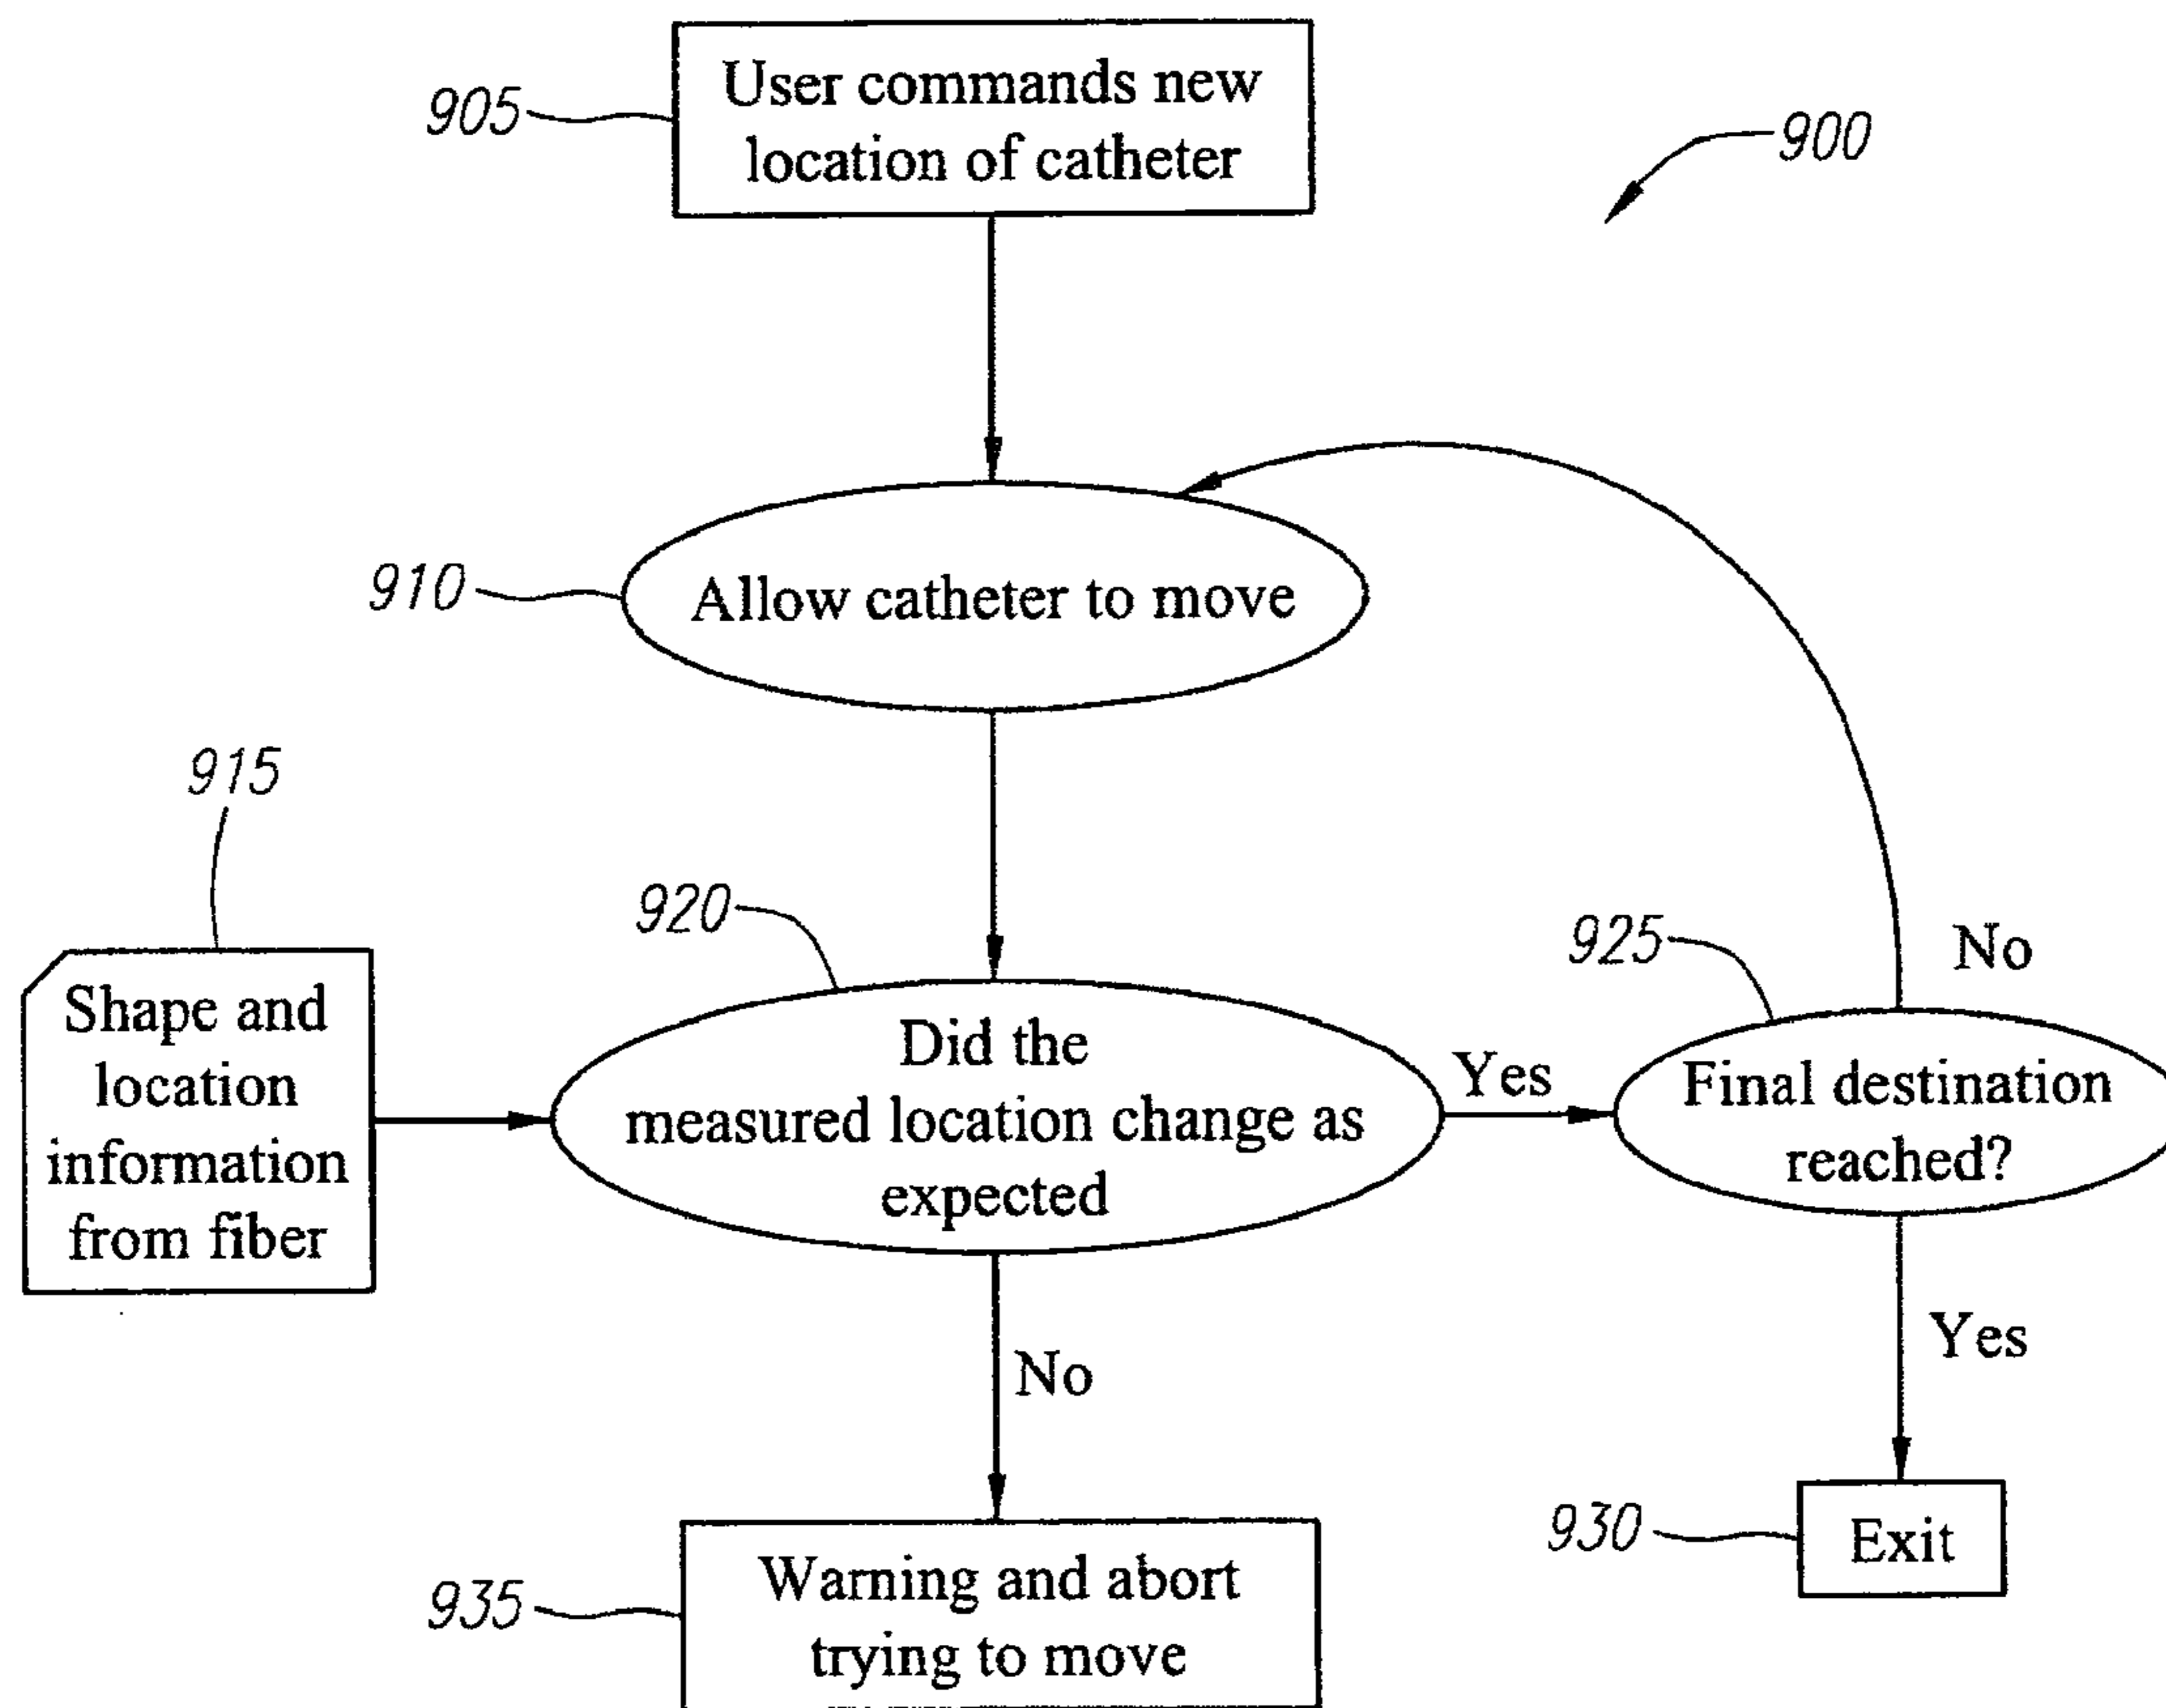 User commands new
location of catheter
905
900
Allow catheter to move
910
915
Shape and
location
information
from fiber
920
Did the
measured location change as
expected
Yes
925
Final destination
reached?
No
Yes
No
930
Exit
935
Warning and abort
trying to move